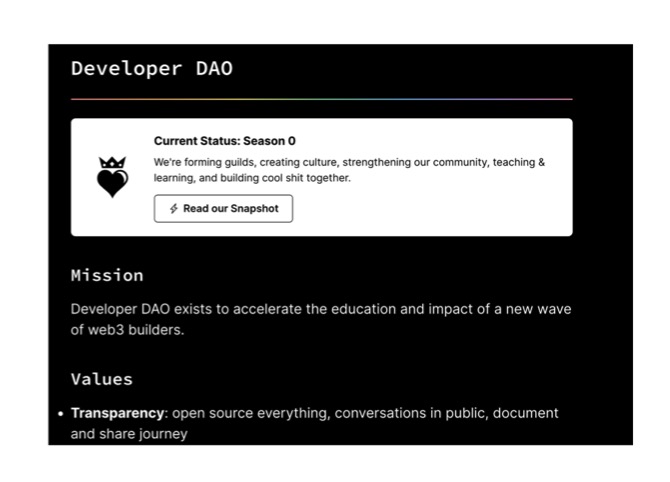 Developer DAO
Current Status: Season 0
We're forming guilds, creating culture, strengthening our community, teaching &
learning, and building cool shit together.
Read our Snapshot
Mission
Developer DAO exists to accelerate the education and impact of a new wave
of web3 builders.
Values
• Transparency: open source everything, conversations in public, document
and share journey